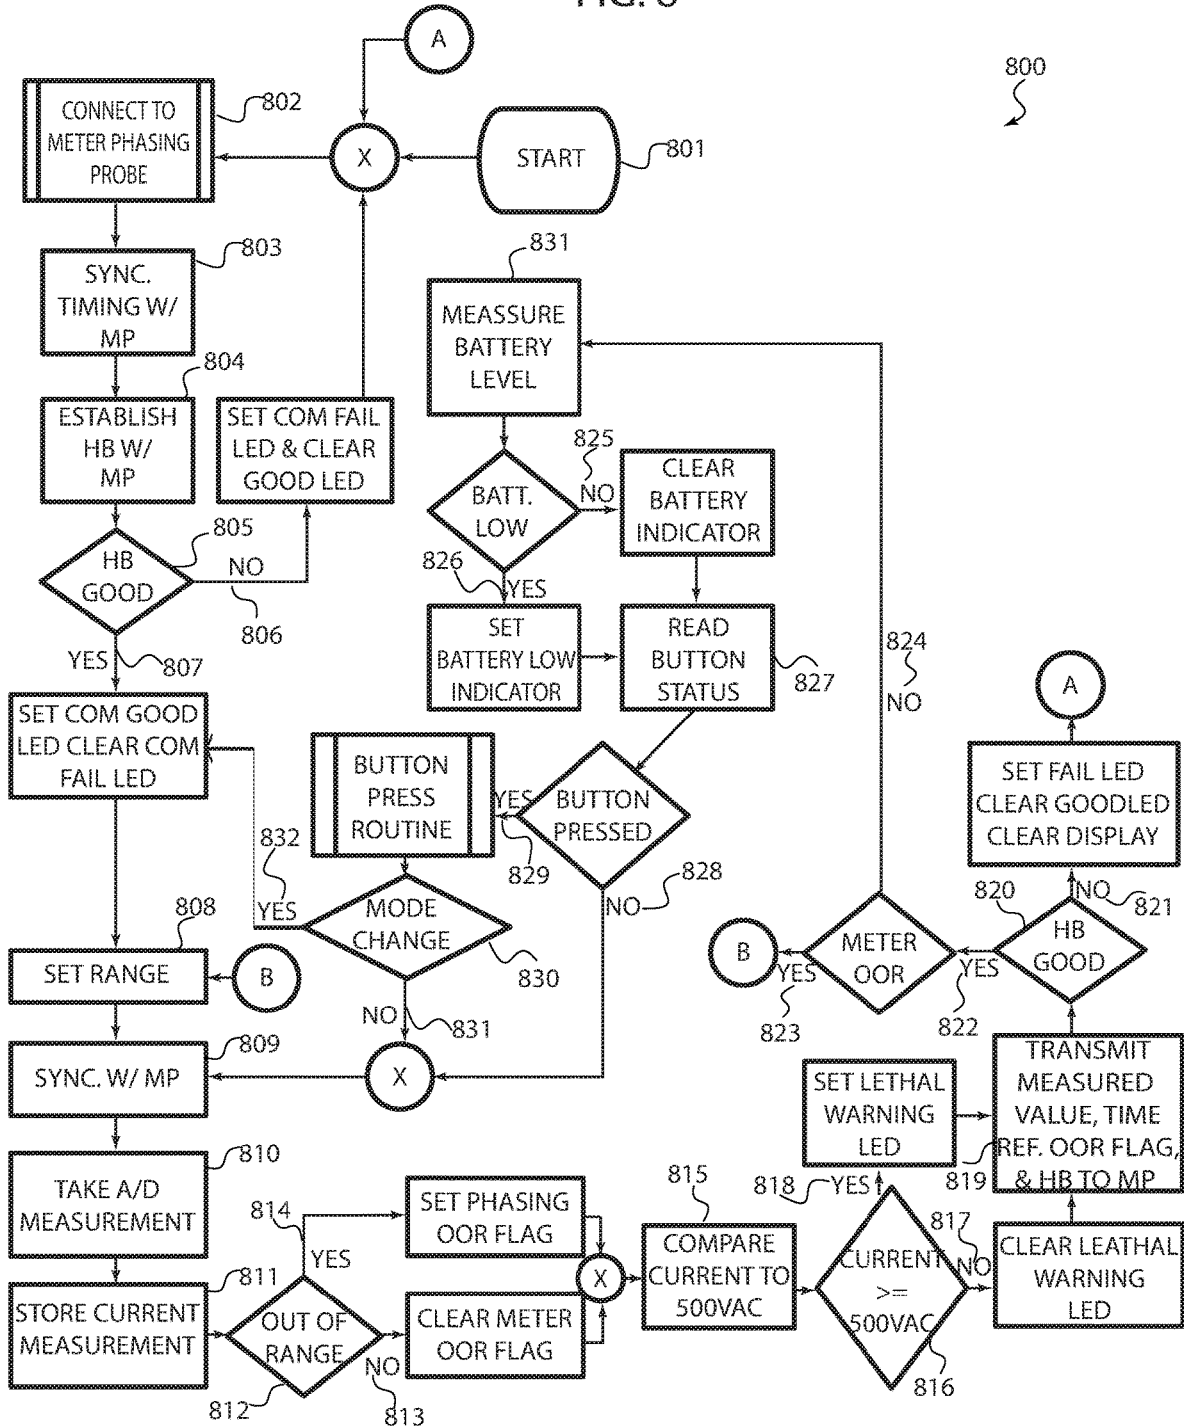 FIG. 8
A
800
CONNECT TO
METER PHASING
PROBE
802
X
START
801
SYNC.
TIMING W/
MP
803
831
MEASSURE
BATTERY
LEVEL
804
ESTABLISH
HB W/
MP
SET COM FAIL
LED & CLEAR
GOOD LED
825
NO
BATT.
LOW
CLEAR
BATTERY
INDICATOR
805
HB
GOOD
NO
806
826
YES
SET
BATTERY LOW
INDICATOR
READ
BUTTON
STATUS
827
824
NO
YES
807
A
SET COM GOOD
LED CLEAR COM
FAIL LED
BUTTON
PRESS
ROUTINE
YES
829
BUTTON
PRESSED
SET FAIL LED
CLEAR GOODLED
CLEAR DISPLAY
832
YES
MODE
CHANGE
830
NO
828
820
NO
821
808
SET RANGE
B
B
YES
823
METER
OOR
YES
822
HB
GOOD
NO
831
809
SYNC. W/ MP
X
SET LETHAL
WARNING
LED
TRANSMIT
MEASURED
VALUE, TIME
REF. OOR FLAG,
& HB TO MP
819
810
TAKE A/D
MEASUREMENT
814
YES
SET PHASING
OOR FLAG
815
818
YES
817
NO
811
STORE CURRENT
MEASUREMENT
OUT OF
RANGE
812
NO
813
CLEAR METER
OOR FLAG
X
COMPARE
CURRENT TO
500VAC
CURRENT
>=
500VAC
816
CLEAR LEATHAL
WARNING
LED